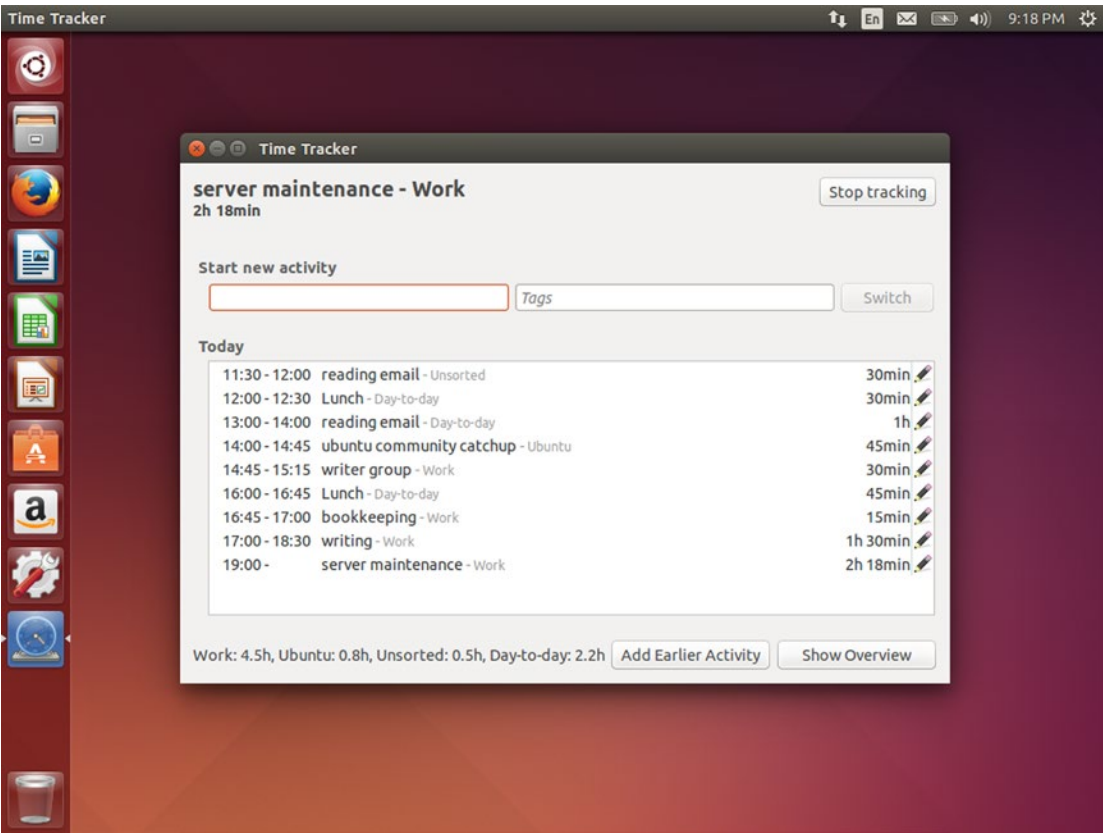 Time Tracker En 9:18 PM
Time Tracker
server maintenance - Work Stop tracking
2h 18min
Start new activity
Tags Switch
Today
11:30 - 12:00 reading email - Unsorted 30min
12:00 - 12:30 Lunch - Day-to-day 30min
13:00 - 14:00 reading email - Day-to-day 1h
14:00 - 14:45 ubuntu community catchup - Ubuntu 45min
14:45 - 15:15 writer group - Work 30min
16:00 - 16:45 Lunch - Day-to-day 45min
16:45 - 17:00 bookkeeping - Work 15min
17:00 - 18:30 writing - Work 1h 30min
19:00 - server maintenance - Work 2h 18min
Work: 4.5h, Ubuntu: 0.8h, Unsorted: 0.5h, Day-to-day: 2.2h Add Earlier Activity Show Overview
A
a